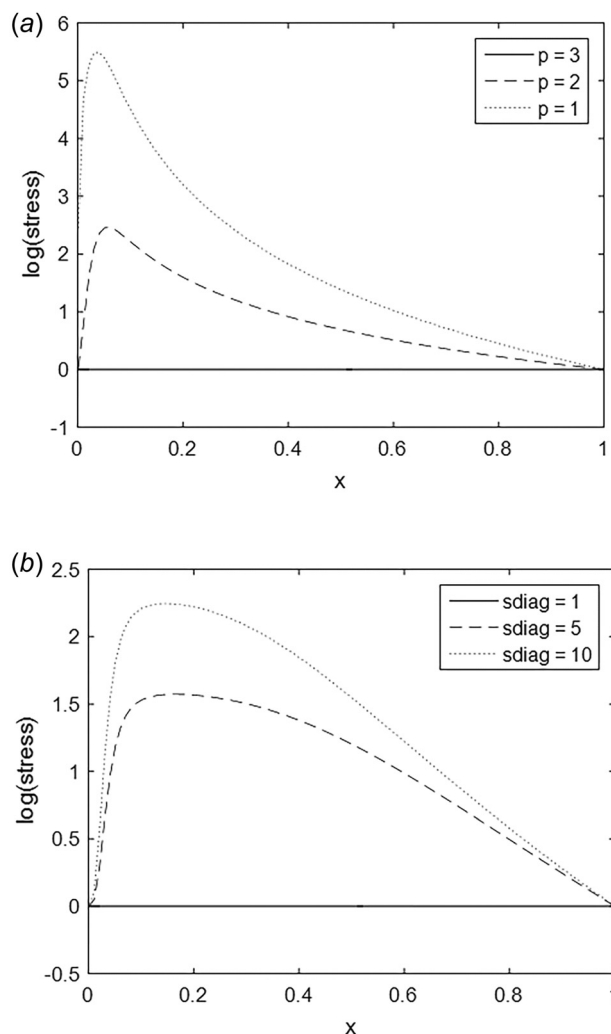 (a)
6
5
4
3
2
1
0
-1
log(stress)
p = 3
p = 2
p = 1
0
0.2
0.4
0.6
0.8
1
x
(b)
2.5
2
1.5
1
0.5
0
-0.5
log(stress)
sdiag = 1
sdiag = 5
sdiag = 10
0
0.2
0.4
0.6
0.8
1
x